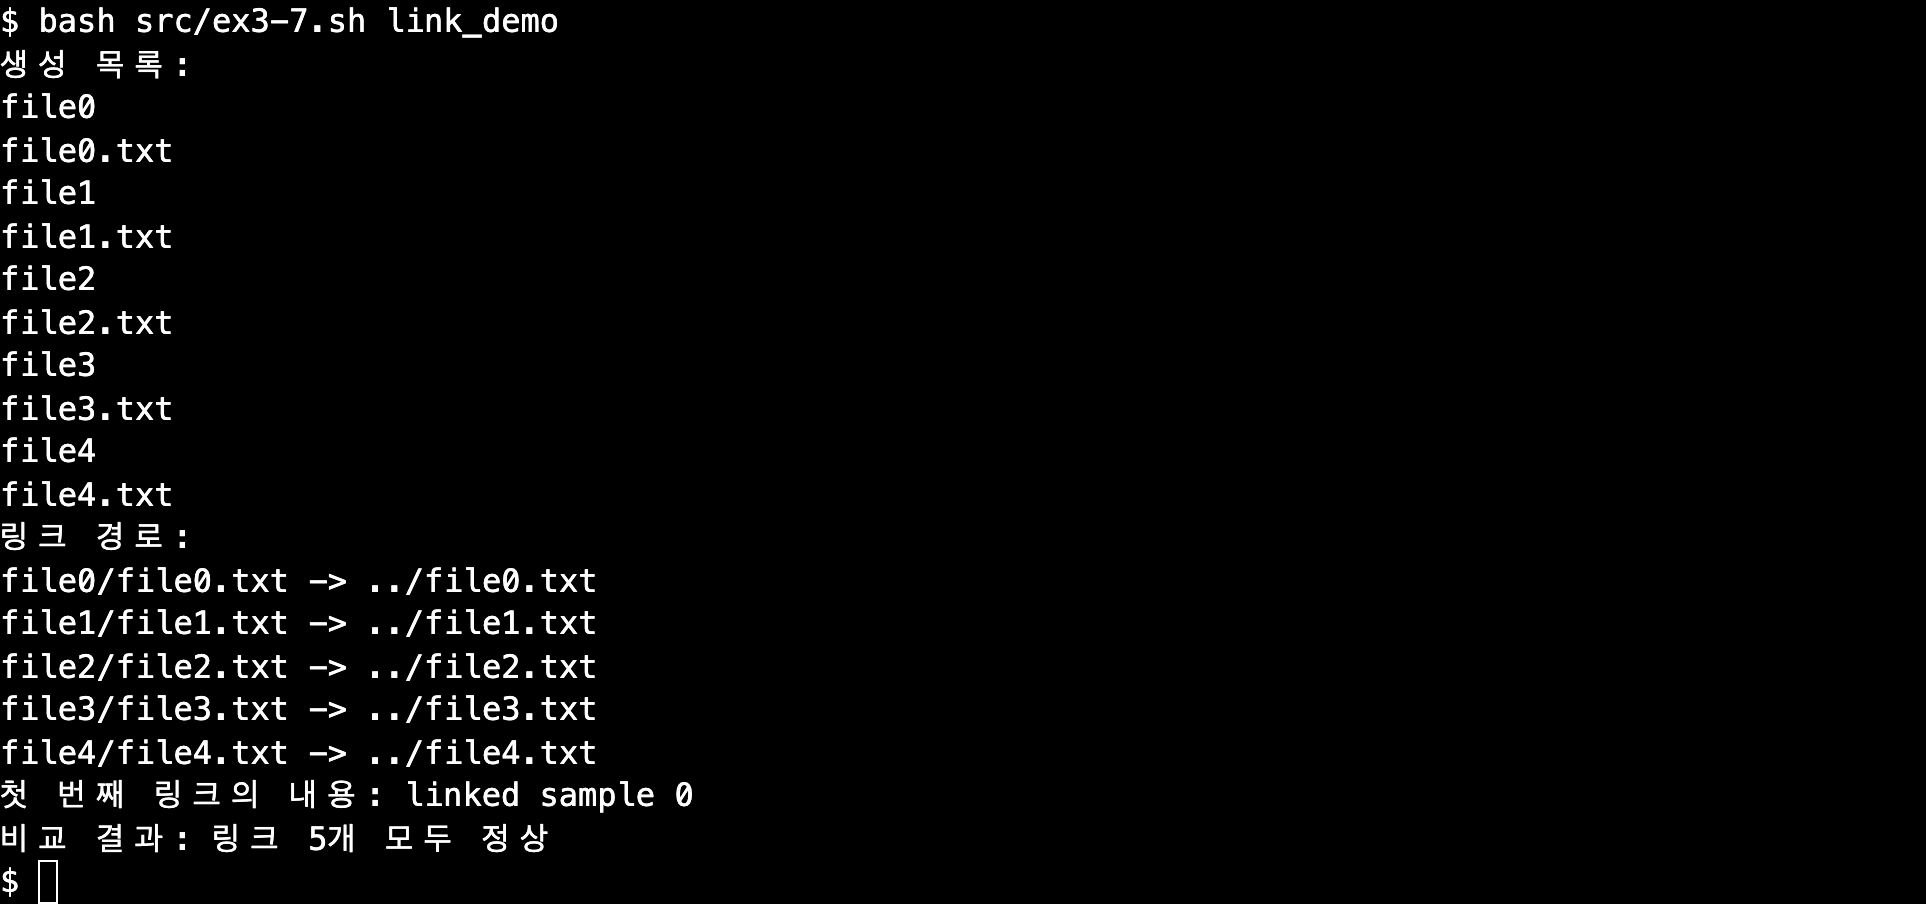 $ bash src/ex3-7.sh link_demo
생성 목록:
file0
file0.txt
file1
file1.txt
file2
file2.txt
file3
file3.txt
file4
file4.txt
링크 경로:
file0/file0.txt -> ../file0.txt
file1/file1.txt -> ../file1.txt
file2/file2.txt -> ../file2.txt
file3/file3.txt -> ../file3.txt
file4/file4.txt -> ../file4.txt
첫 번째 링크의 내용: linked sample 0
비교 결과: 링크 5개 모두 정상
$